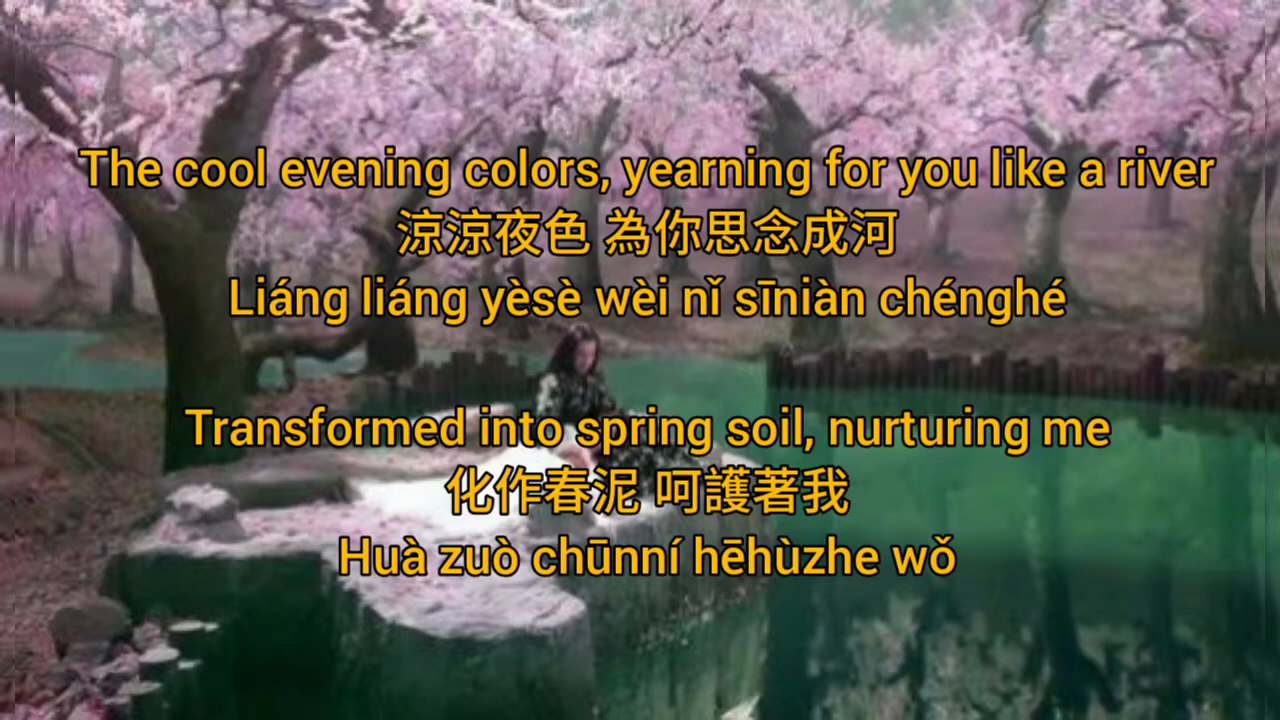 The cool evening colors, yearning for you like a river
涼涼夜色 為你思念成河
Liáng liáng yèsè wèi nǐ sīniàn chénghé
Transformed into spring soil, nurturing me
化作春泥 呵護著我
Huà zuò chūnní hēhùzhe wǒ